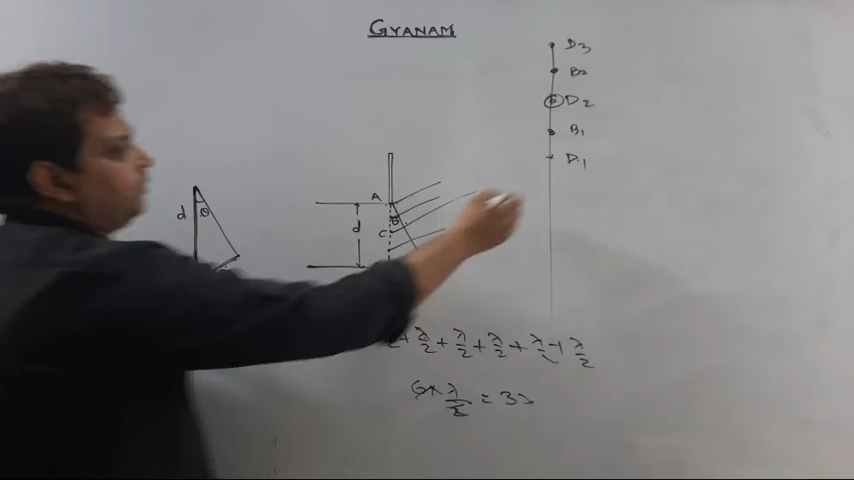 GYANAM
D3
B2
D2
B1
D1
A
d
θ
d
θ
C
+ λ/2 + λ/2 + λ/2 + λ/2 + λ/2
6 × λ/2 = 3λ